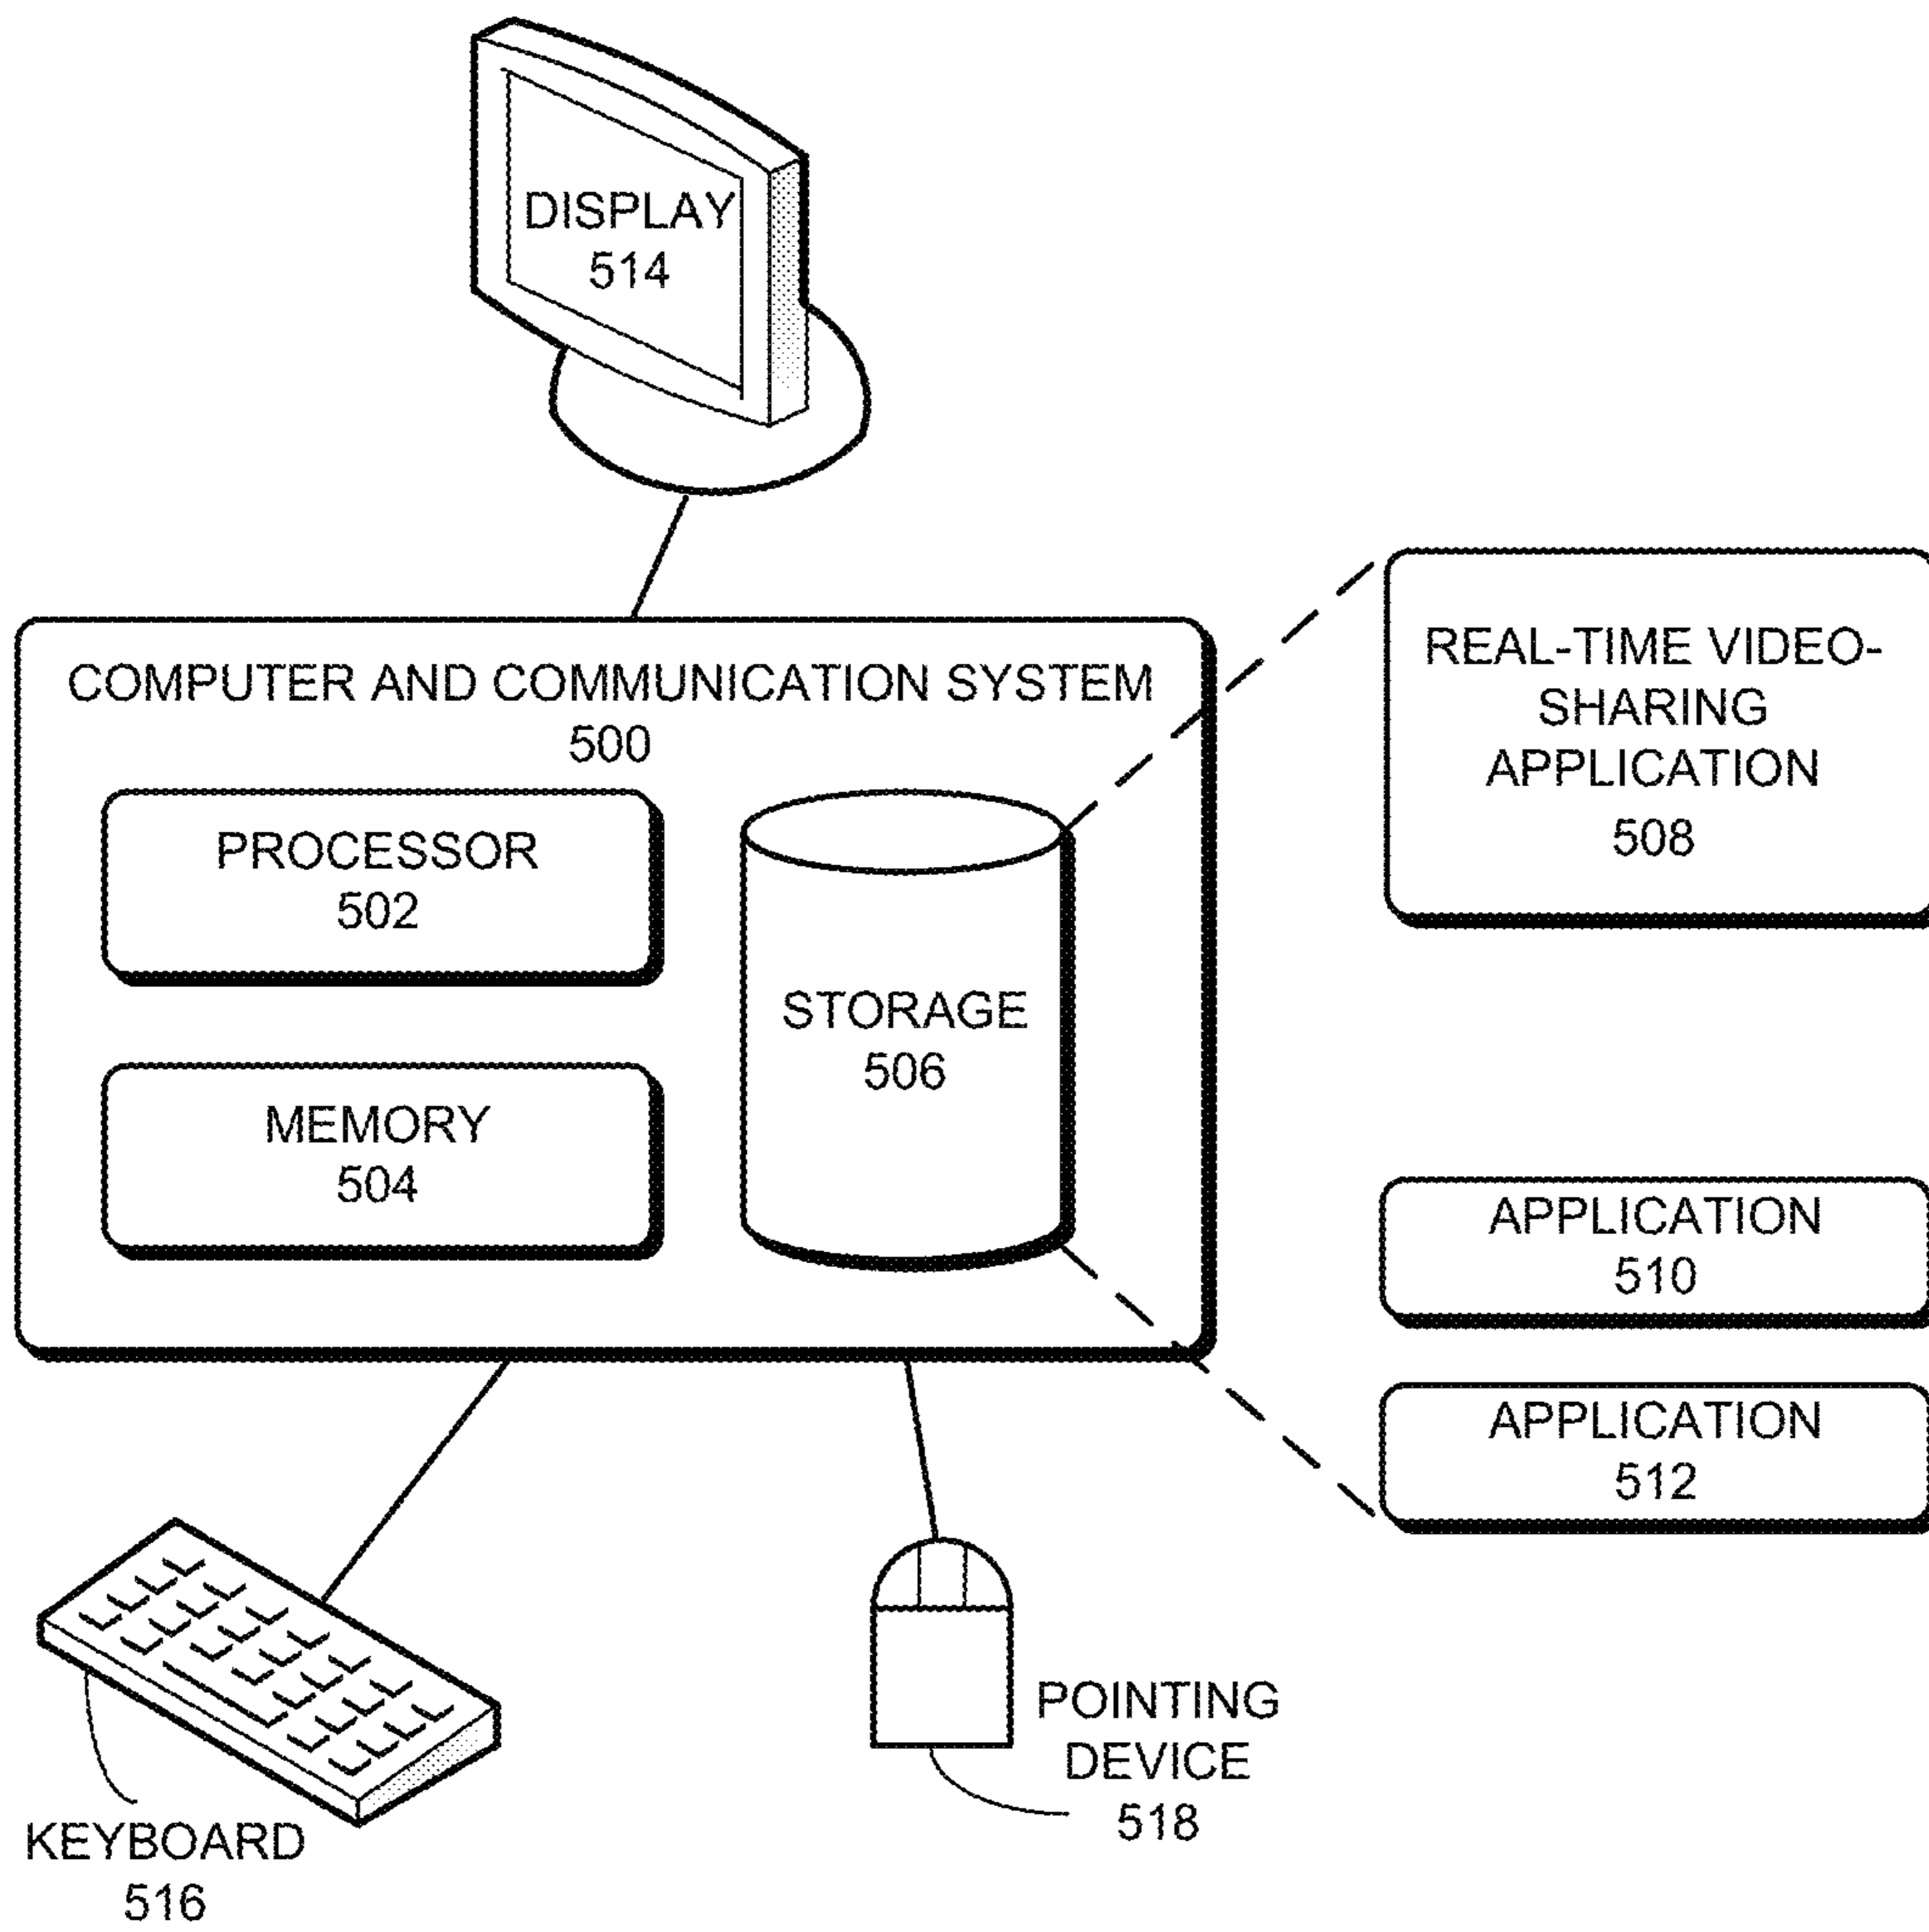 DISPLAY
514
COMPUTER AND COMMUNICATION SYSTEM
500
PROCESSOR
502
MEMORY
504
STORAGE
506
REAL-TIME VIDEO-
SHARING
APPLICATION
508
APPLICATION
510
APPLICATION
512
KEYBOARD
516
POINTING
DEVICE
518